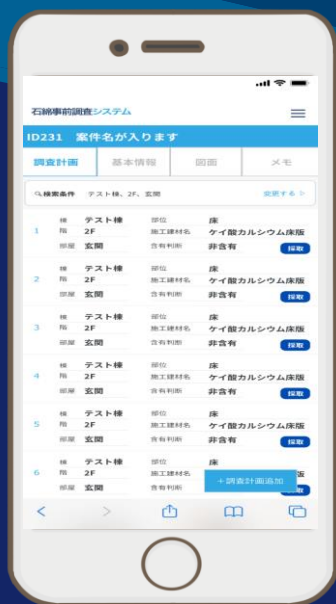 石綿事前調査システム
ID231 案件名が入ります
調査計画 基本情報 図面 メモ
検索条件 テスト棟、2F、玄関 変更する
棟 テスト棟 部位 床
1 階 2F 施工建材名 ケイ酸カルシウム床版
部屋 玄関 含有判断 非含有 採取
棟 テスト棟 部位 床
2 階 2F 施工建材名 ケイ酸カルシウム床版
部屋 玄関 含有判断 非含有 採取
棟 テスト棟 部位 床
3 階 2F 施工建材名 ケイ酸カルシウム床版
部屋 玄関 含有判断 非含有 採取
棟 テスト棟 部位 床
4 階 2F 施工建材名 ケイ酸カルシウム床版
部屋 玄関 含有判断 非含有 採取
棟 テスト棟 部位 床
5 階 2F 施工建材名 ケイ酸カルシウム床版
部屋 玄関 含有判断 非含有 採取
棟 テスト棟 部位 床
6 階 2F 施工建材名 版
部屋 玄関 含有判断 取
+調査計画追加